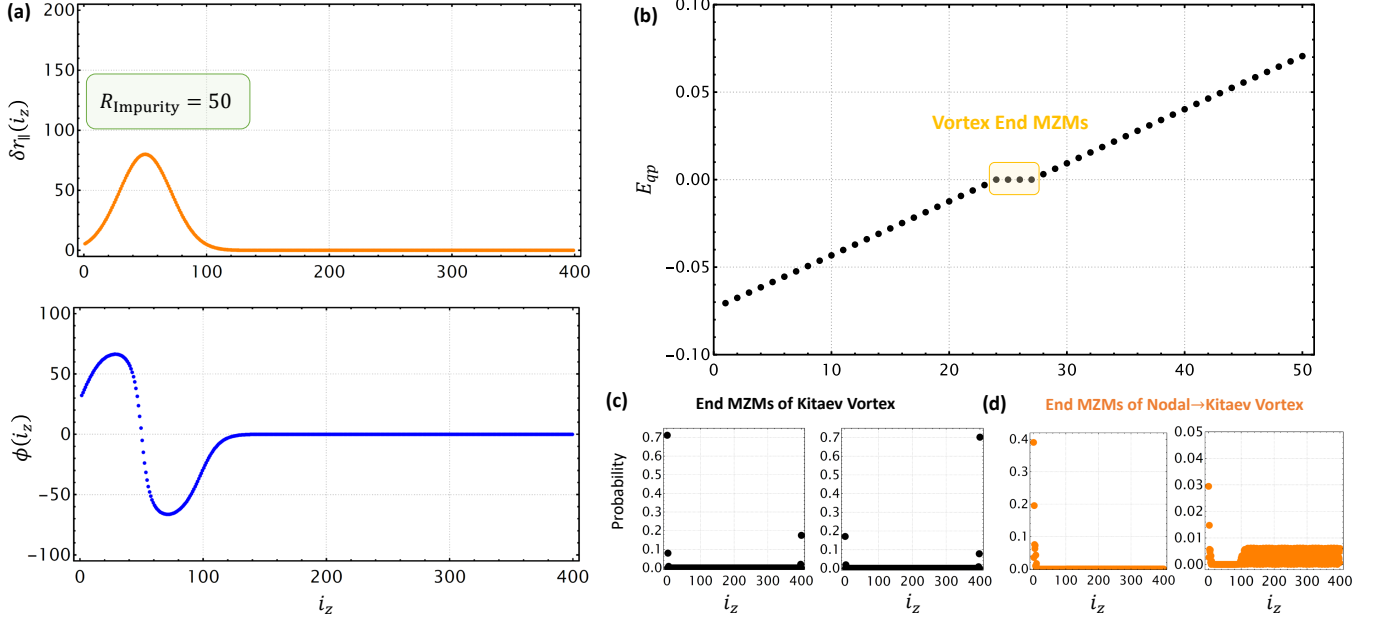 (a)
200
150
100
50
0
δr∥(i_z)
R_Impurity = 50
0 100 200 300 400
100
50
0
−50
−100
ϕ(i_z)
0 100 200 300 400
i_z
(b)
0.10
0.05
0.00
−0.05
−0.10
E_qp
Vortex End MZMs
0 10 20 30 40 50
(c) End MZMs of Kitaev Vortex
Probability
0.7
0.6
0.5
0.4
0.3
0.2
0.1
0.0
0 100 200 300 400
i_z
0.7
0.6
0.5
0.4
0.3
0.2
0.1
0.0
0 100 200 300 400
i_z
(d) End MZMs of Nodal→Kitaev Vortex
0.4
0.3
0.2
0.1
0.0
0 100 200 300 400
i_z
0.05
0.04
0.03
0.02
0.01
0.00
0 100 200 300 400
i_z